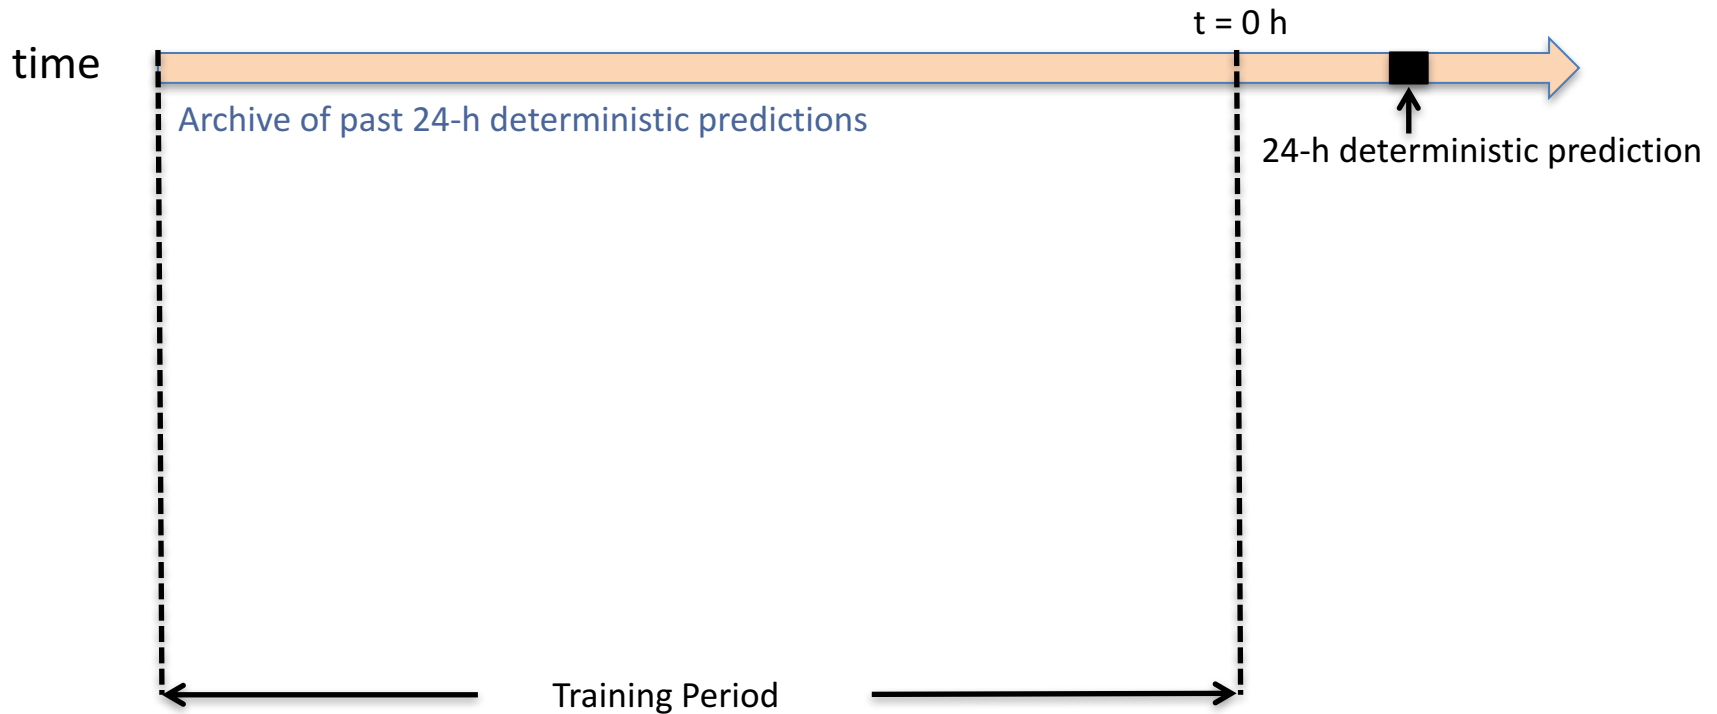 t = 0 h
time
Archive of past 24-h deterministic predictions
24-h deterministic prediction
Training Period